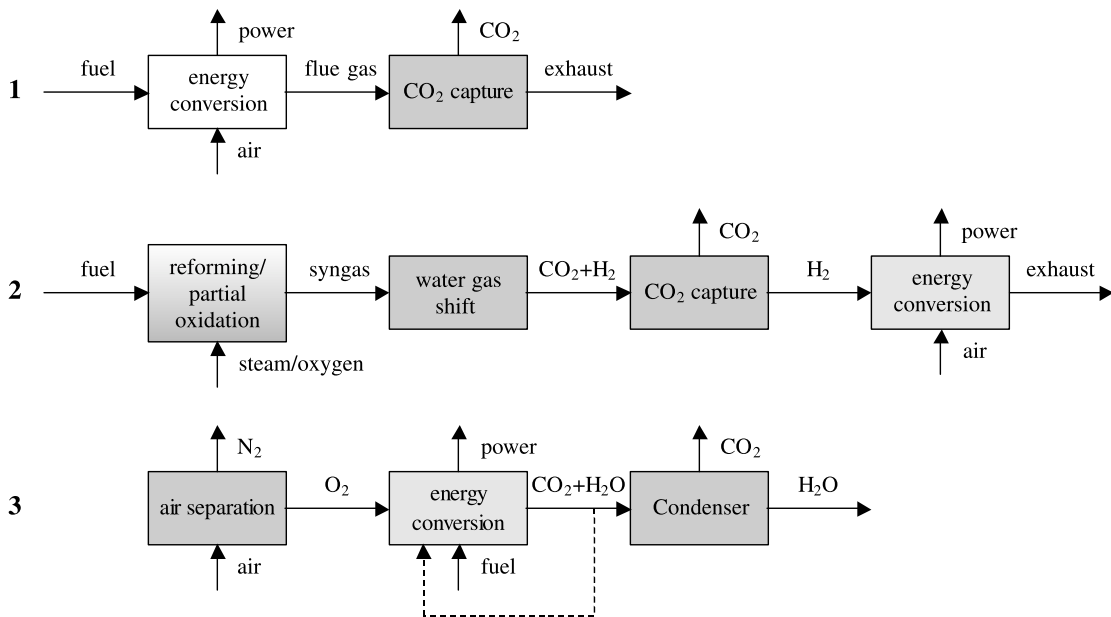 power
CO₂
fuel
flue gas
exhaust
1
energy
conversion
CO₂ capture
air
CO₂
power
fuel
syngas
CO₂+H₂
H₂
exhaust
2
reforming/
partial
oxidation
water gas
shift
CO₂ capture
energy
conversion
steam/oxygen
air
N₂
power
CO₂
O₂
CO₂+H₂O
H₂O
3
air separation
energy
conversion
Condenser
air
fuel